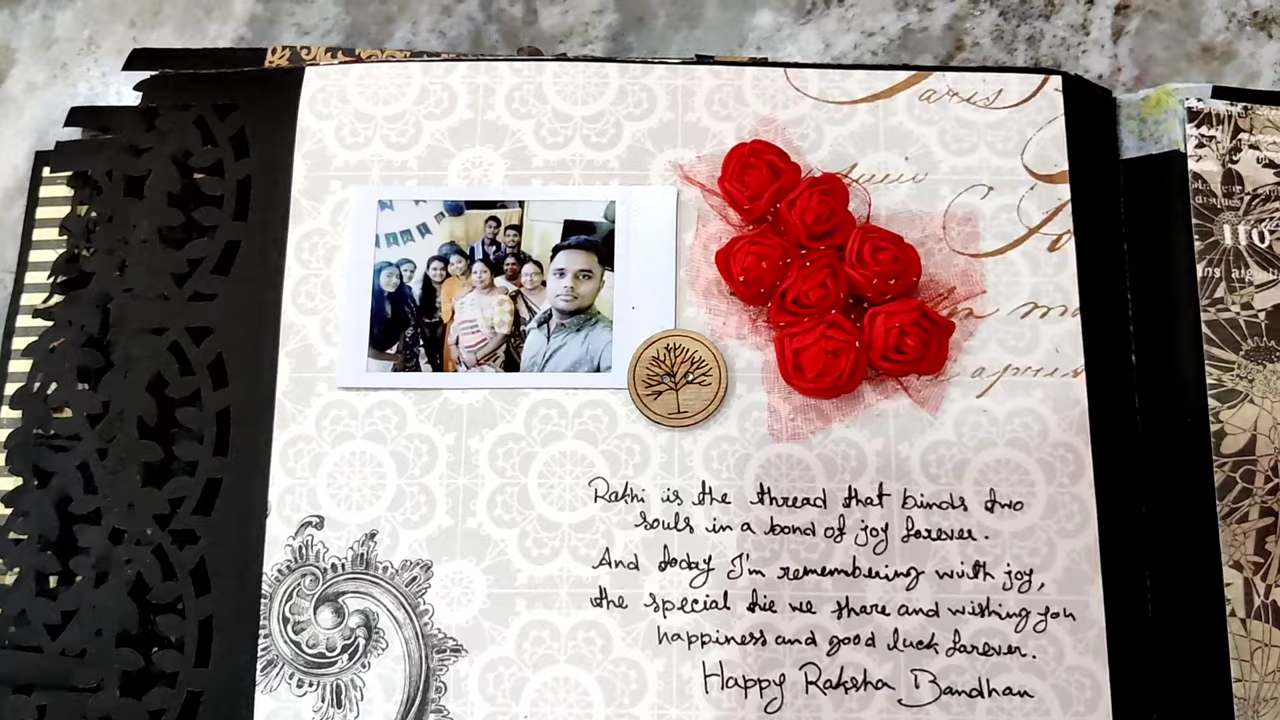 Paris
Rakhi is the thread that binds two
souls in a bond of joy forever.
And today I'm remembering with joy,
the special tie we share and wishing you
happiness and good luck forever.
Happy Raksha Bandhan